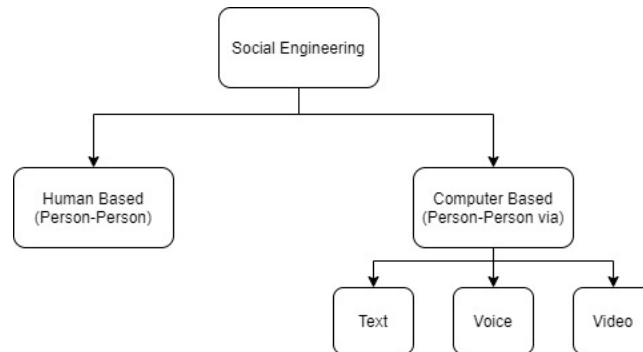 Social Engineering
Human Based
(Person-Person)
Computer Based
(Person-Person via)
Text
Voice
Video